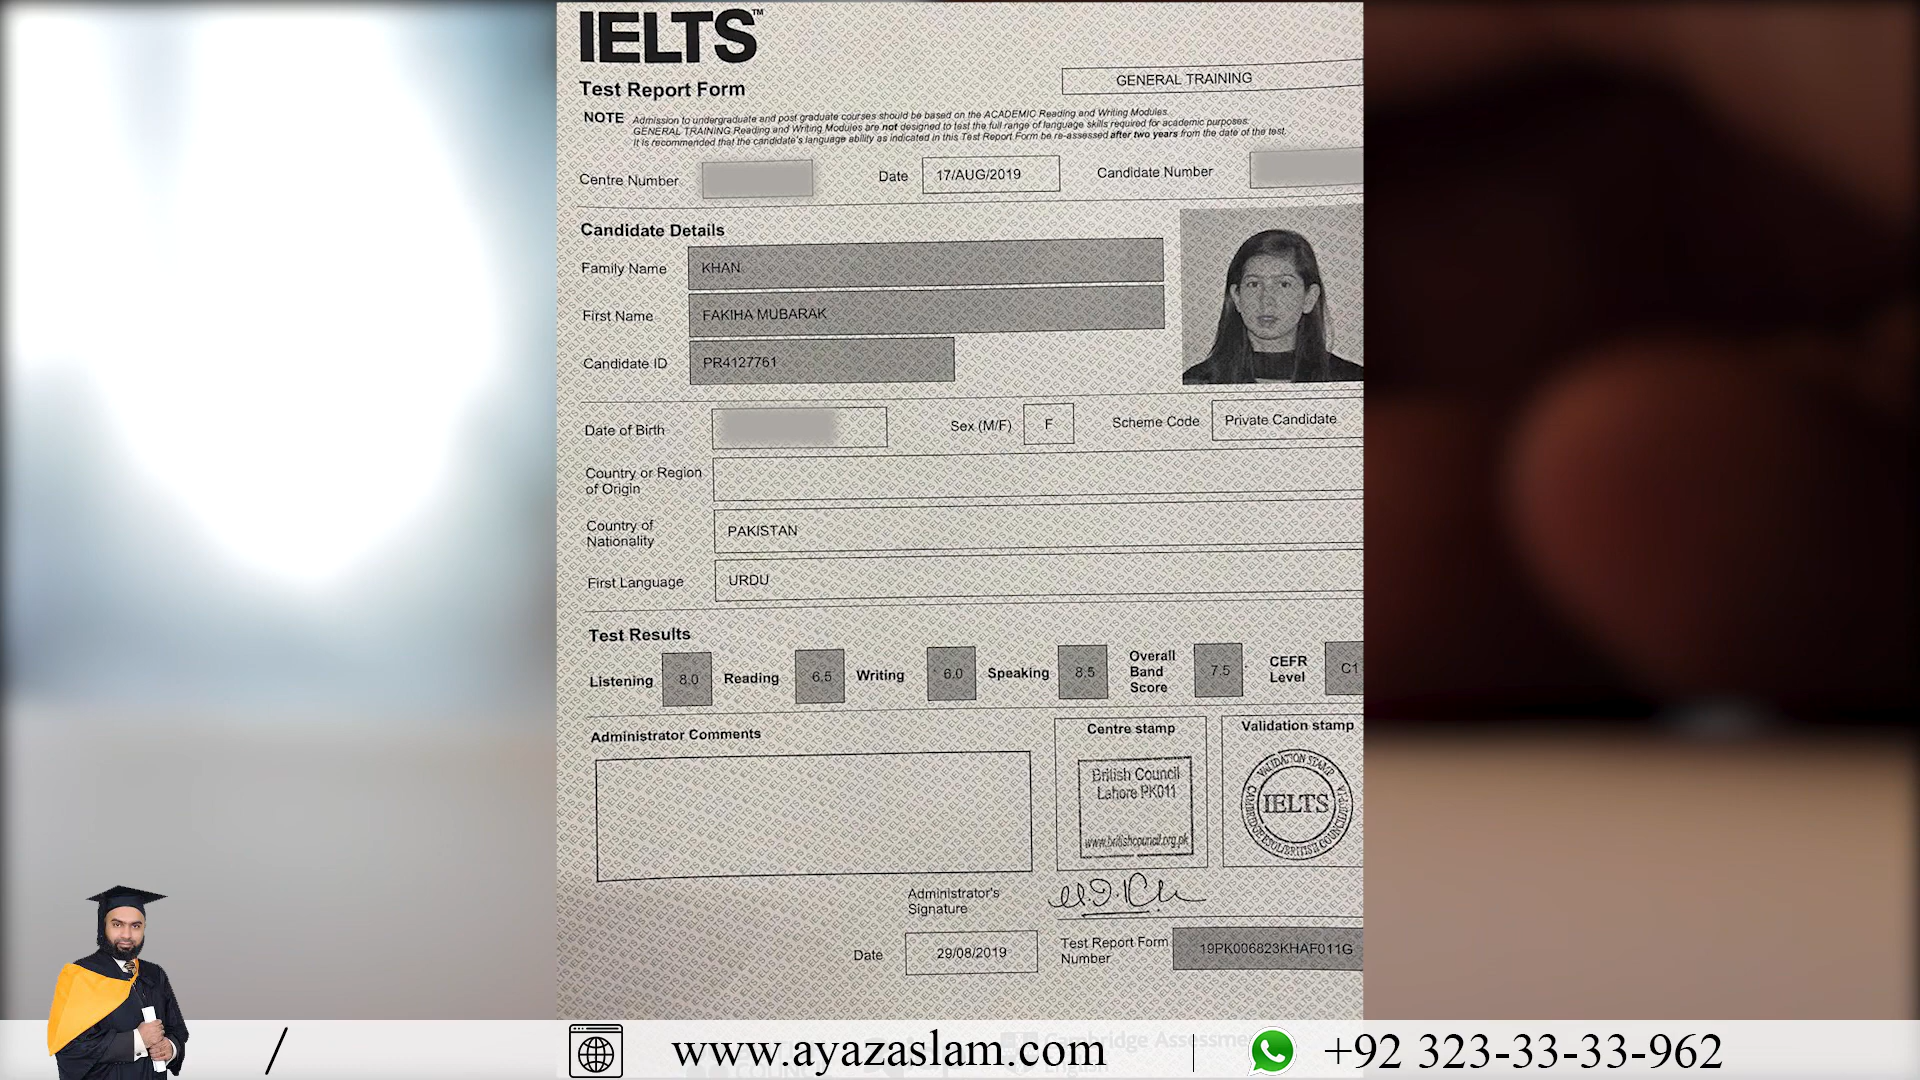 IELTS™
Test Report Form
GENERAL TRAINING
NOTE Admission to undergraduate and post graduate courses should be based on the ACADEMIC Reading and Writing Modules.
GENERAL TRAINING Reading and Writing Modules are not designed to test the full range of language skills required for academic purposes.
It is recommended that the candidate's language ability as indicated in this Test Report Form be re-assessed after two years from the date of the test.
Centre Number Date 17/AUG/2019 Candidate Number
Candidate Details
Family Name KHAN
First Name FAKIHA MUBARAK
Candidate ID PR4127761
Date of Birth Sex (M/F) F Scheme Code Private Candidate
Country or Region
of Origin
Country of
Nationality PAKISTAN
First Language URDU
Test Results
Listening 8.0 Reading 6.5 Writing 6.0 Speaking 8.5 Overall Band Score 7.5 CEFR Level C1
Administrator Comments
Centre stamp
British Council
Lahore PK011
www.britishcouncil.org.pk
Validation stamp
VALIDATION STAMP
IELTS
Administrator's
Signature
Date 29/08/2019
Test Report Form
Number 19PK006823KHAF011G
/ www.ayazaslam.com | +92 323-33-33-962